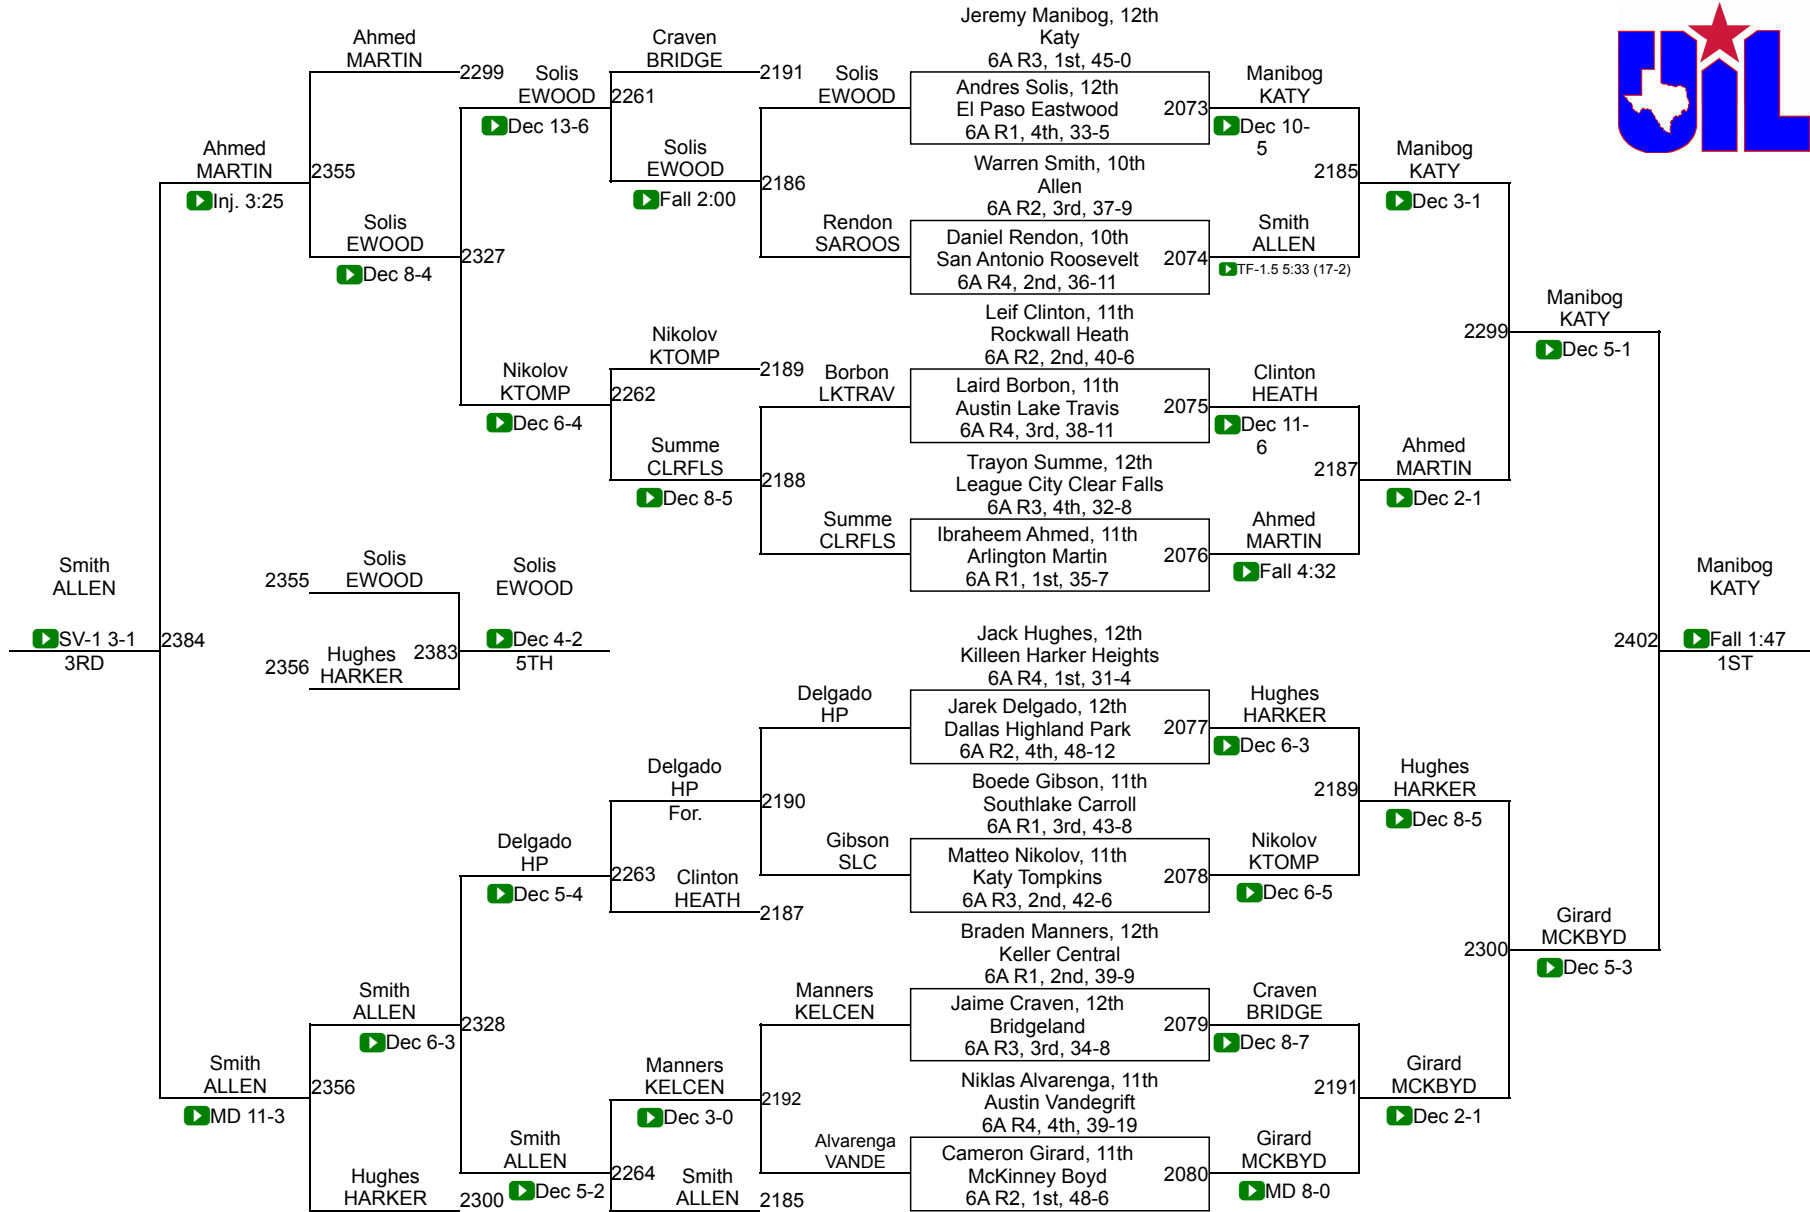 UIL
Ahmed
MARTIN
2299
Craven
BRIDGE
2191
Jeremy Manibog, 12th
Katy
6A R3, 1st, 45-0
Solis
EWOOD
2261
Dec 13-6
Solis
EWOOD
Andres Solis, 12th
El Paso Eastwood
6A R1, 4th, 33-5
2073
Manibog
KATY
Dec 10-
5
Ahmed
MARTIN
2355
Inj. 3:25
Solis
EWOOD
2186
Fall 2:00
Warren Smith, 10th
Allen
6A R2, 3rd, 37-9
2185
Manibog
KATY
Dec 3-1
Solis
EWOOD
2327
Dec 8-4
Rendon
SAROOS
Daniel Rendon, 10th
San Antonio Roosevelt
6A R4, 2nd, 36-11
2074
Smith
ALLEN
TF-1.5 5:33 (17-2)
Leif Clinton, 11th
Rockwall Heath
6A R2, 2nd, 40-6
2299
Manibog
KATY
Dec 5-1
Nikolov
KTOMP
2189
Nikolov
KTOMP
2262
Dec 6-4
Borbon
LKTRAV
Laird Borbon, 11th
Austin Lake Travis
6A R4, 3rd, 38-11
2075
Clinton
HEATH
Dec 11-
6
Summe
CLRFLS
2188
Dec 8-5
Trayon Summe, 12th
League City Clear Falls
6A R3, 4th, 32-8
2187
Ahmed
MARTIN
Dec 2-1
Summe
CLRFLS
Ibraheem Ahmed, 11th
Arlington Martin
6A R1, 1st, 35-7
2076
Ahmed
MARTIN
Fall 4:32
Smith
ALLEN
SV-1 3-1
3RD
2384
2355
Solis
EWOOD
2356
Hughes
HARKER
2383
Solis
EWOOD
Dec 4-2
5TH
2402
Manibog
KATY
Fall 1:47
1ST
Jack Hughes, 12th
Killeen Harker Heights
6A R4, 1st, 31-4
Delgado
HP
Jarek Delgado, 12th
Dallas Highland Park
6A R2, 4th, 48-12
2077
Hughes
HARKER
Dec 6-3
Delgado
HP
For.
2190
Boede Gibson, 11th
Southlake Carroll
6A R1, 3rd, 43-8
2189
Hughes
HARKER
Dec 8-5
Delgado
HP
2263
Dec 5-4
Clinton
HEATH
2187
Gibson
SLC
Matteo Nikolov, 11th
Katy Tompkins
6A R3, 2nd, 42-6
2078
Nikolov
KTOMP
Dec 6-5
Braden Manners, 12th
Keller Central
6A R1, 2nd, 39-9
2300
Girard
MCKBYD
Dec 5-3
Smith
ALLEN
2328
Dec 6-3
Manners
KELCEN
Jaime Craven, 12th
Bridgeland
6A R3, 3rd, 34-8
2079
Craven
BRIDGE
Dec 8-7
Smith
ALLEN
2356
MD 11-3
Manners
KELCEN
2192
Dec 3-0
Niklas Alvarenga, 11th
Austin Vandegrift
6A R4, 4th, 39-19
2191
Girard
MCKBYD
Dec 2-1
Hughes
HARKER
2300
Smith
ALLEN
2264
Dec 5-2
Smith
ALLEN
2185
Alvarenga
VANDE
Cameron Girard, 11th
McKinney Boyd
6A R2, 1st, 48-6
2080
Girard
MCKBYD
MD 8-0